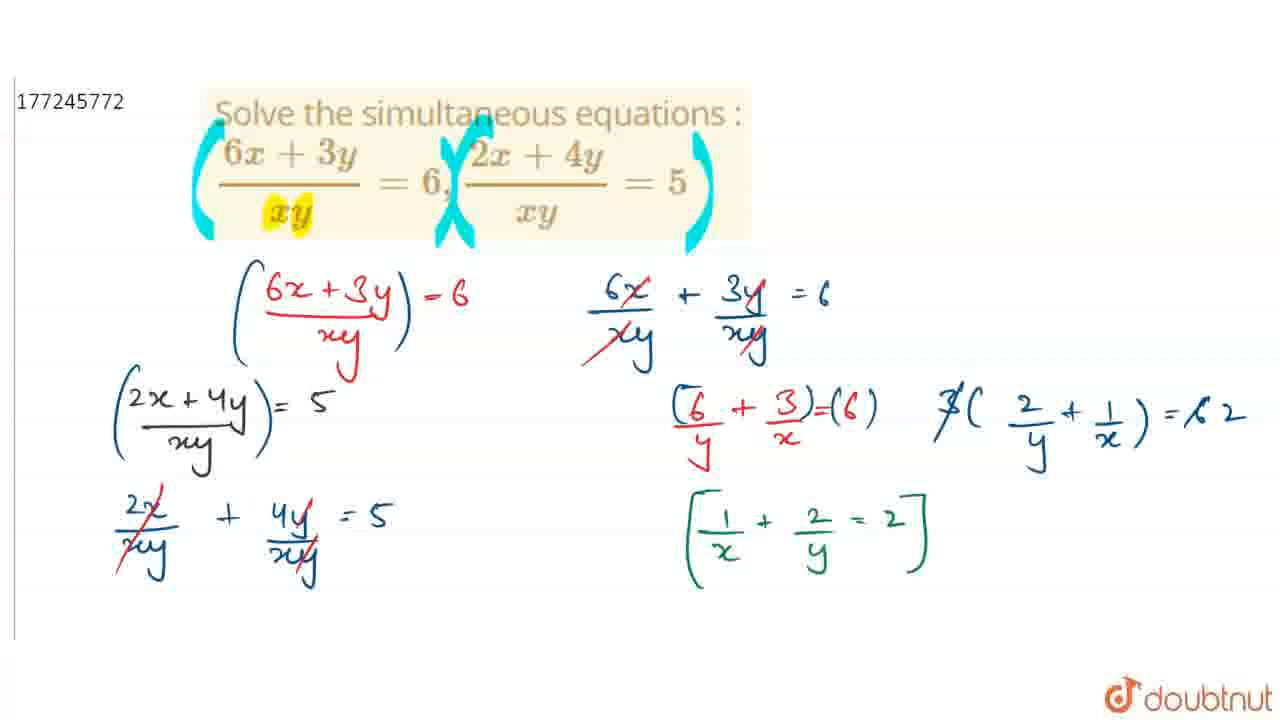 177245772
Solve the simultaneous equations :
(6x + 3y)/xy = 6, (2x + 4y)/xy = 5
((6x + 3y)/xy) = 6
6x/xy + 3y/xy = 6
((2x + 4y)/xy) = 5
(6/y + 3/x) = (6)
3( 2/y + 1/x ) = 6 2
2x/xy + 4y/xy = 5
[1/x + 2/y = 2]
doubtnut